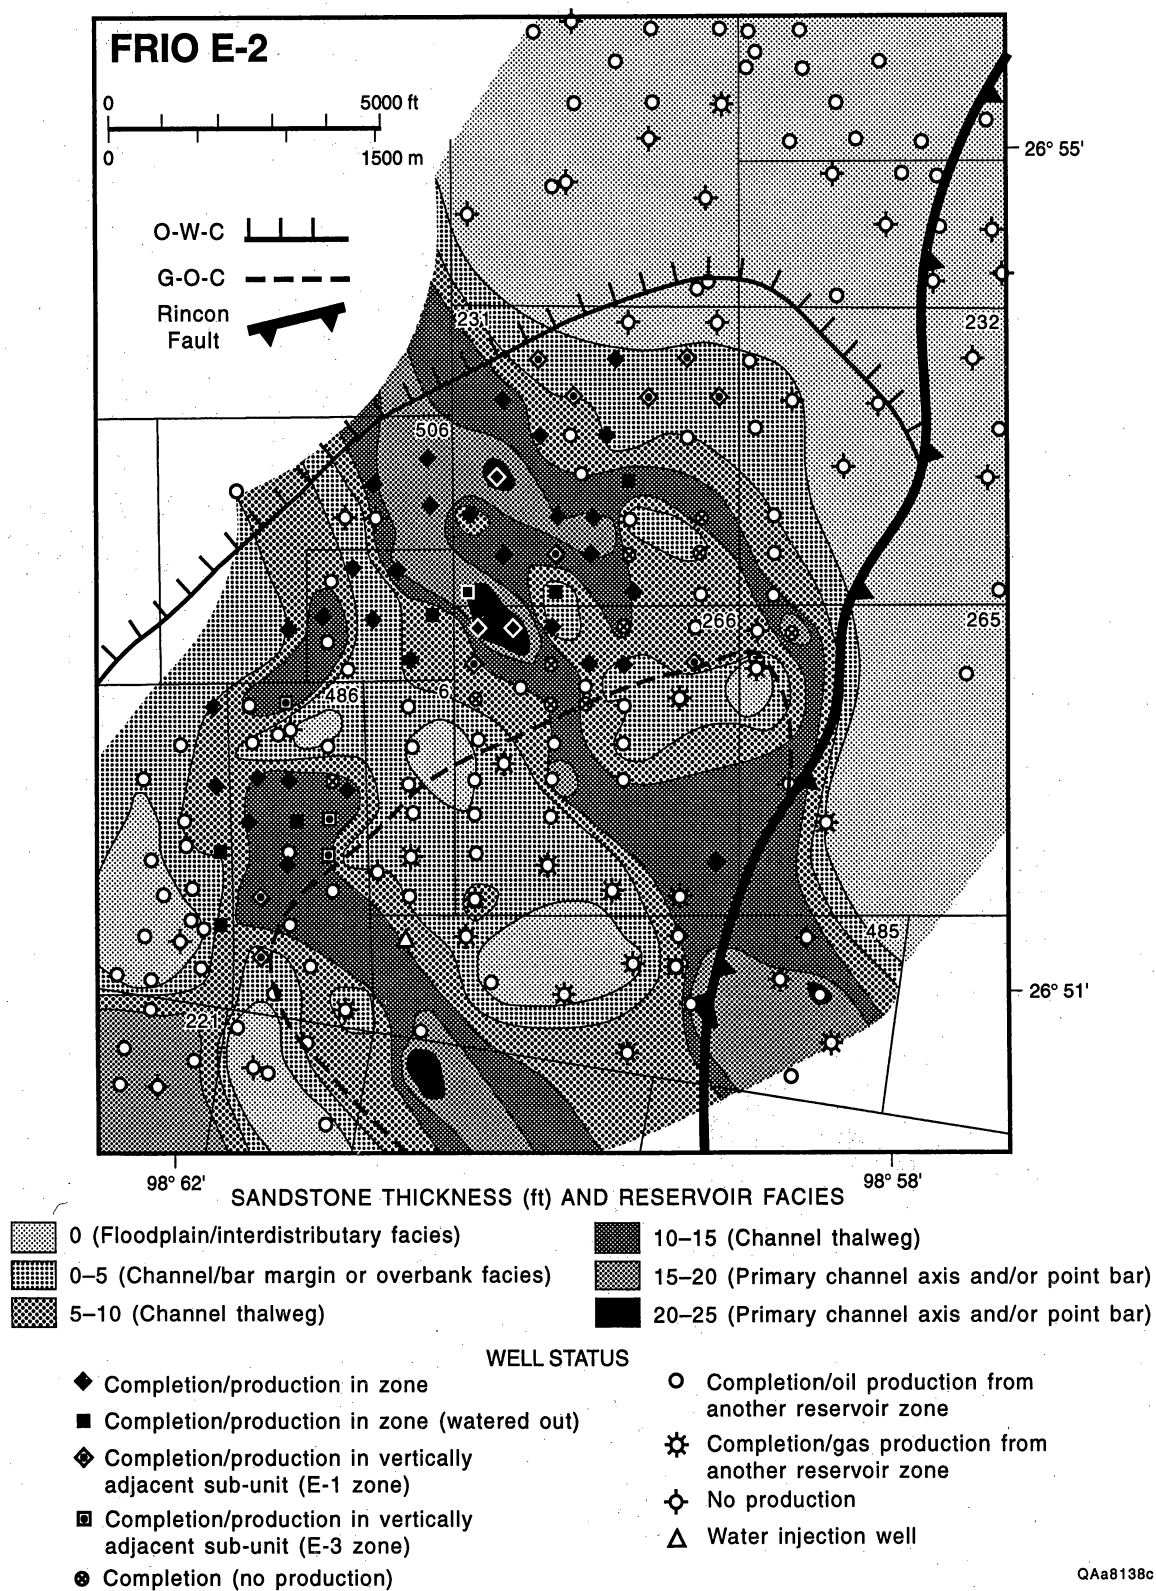 FRIO E-2
0 5000 ft
0 1500 m
O-W-C
G-O-C
Rincon
Fault
26° 55'
231
232
506
266
265
486
6
485
221
26° 51'
98° 62'
98° 58'
SANDSTONE THICKNESS (ft) AND RESERVOIR FACIES
0 (Floodplain/interdistributary facies)
0–5 (Channel/bar margin or overbank facies)
5–10 (Channel thalweg)
10–15 (Channel thalweg)
15–20 (Primary channel axis and/or point bar)
20–25 (Primary channel axis and/or point bar)
WELL STATUS
Completion/production in zone
Completion/production in zone (watered out)
Completion/production in vertically
adjacent sub-unit (E-1 zone)
Completion/production in vertically
adjacent sub-unit (E-3 zone)
Completion (no production)
Completion/oil production from
another reservoir zone
Completion/gas production from
another reservoir zone
No production
Water injection well
QAa8138c